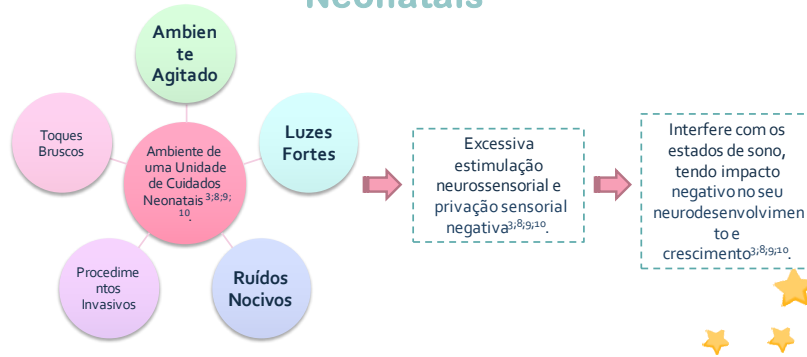 Neonatais
Ambien
te
Agitado
Toques
Bruscos
Ambiente de
uma Unidade
de Cuidados
Neonatais 3;8;9;
10.
Luzes
Fortes
Procedime
ntos
Invasivos
Ruídos
Nocivos
Excessiva
estimulação
neurossensorial e
privação sensorial
negativa3;8;9;10.
Interfere com os
estados de sono,
tendo impacto
negativo no seu
neurodesenvolvimen
to e
crescimento3;8;9;10.